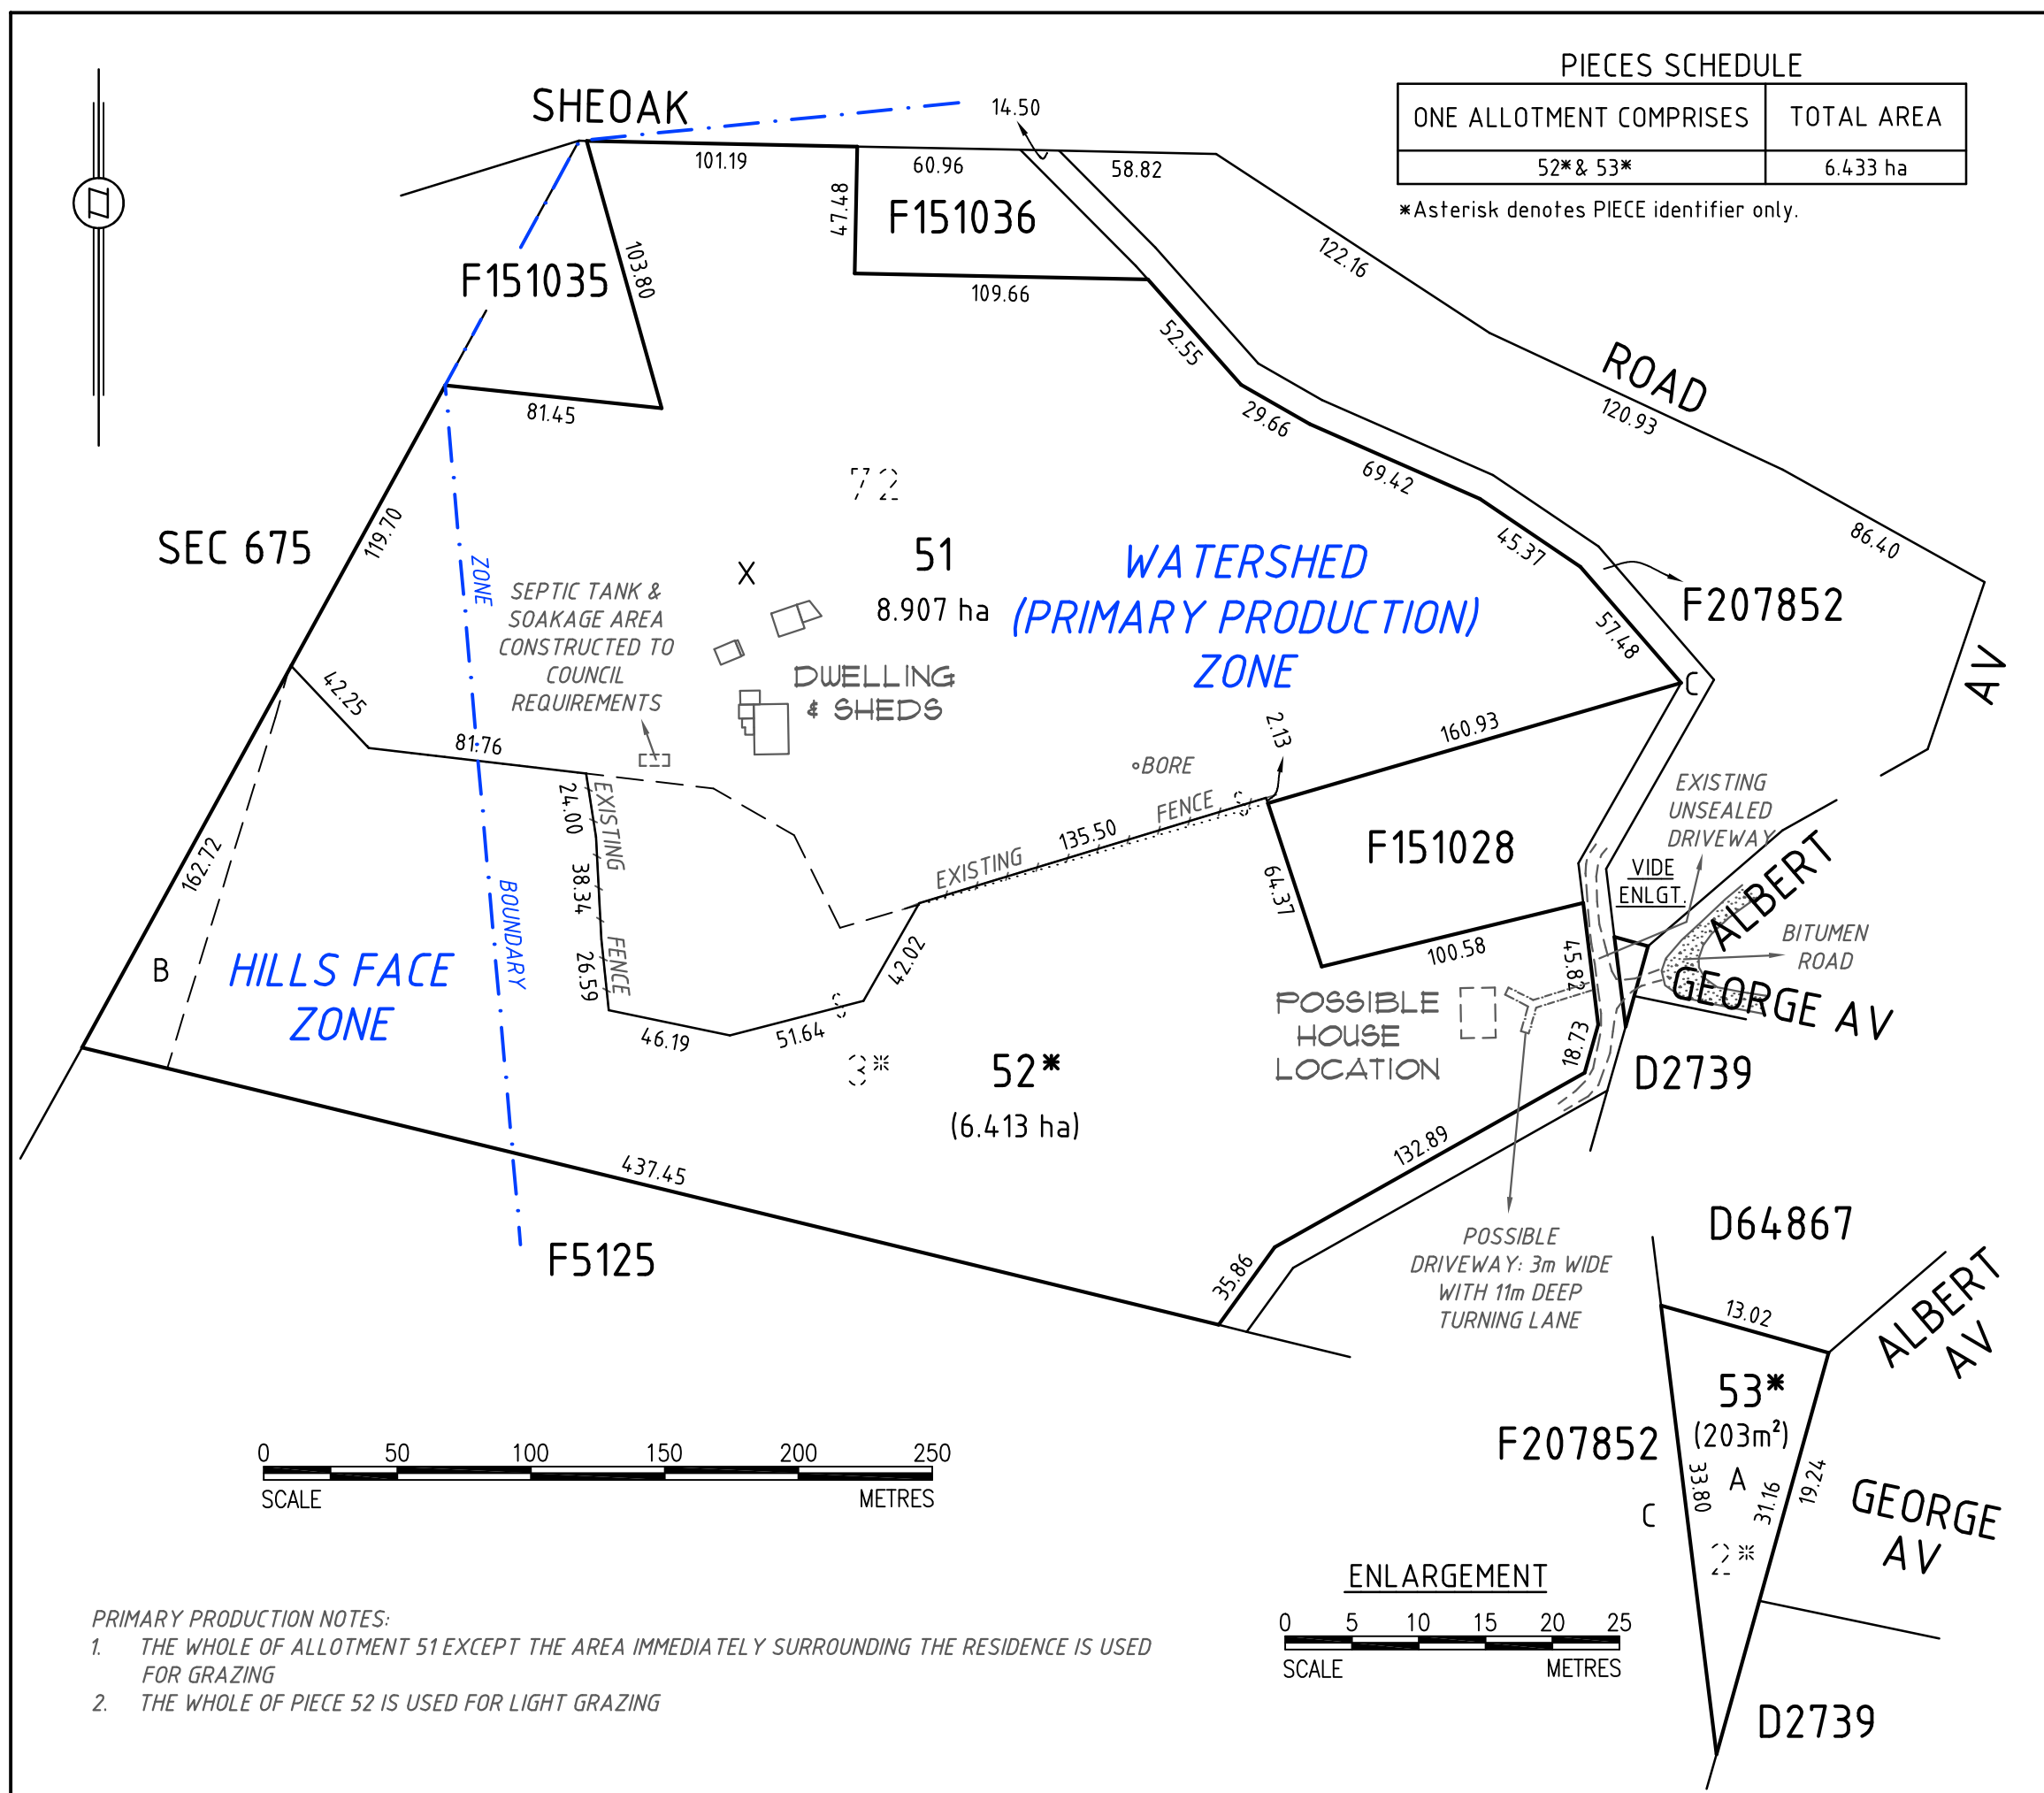 PIECES SCHEDULE
ONE ALLOTMENT COMPRISES
TOTAL AREA
52*& 53*
6.433 ha
*Asterisk denotes PIECE identifier only.
SHEOAK
14.50
101.19
60.96
58.82
47.48
F151036
109.66
122.16
F151035
103.80
81.45
52.55
29.66
ROAD
120.93
69.42
45.37
86.40
72
SEC 675
119.70
ZONE
X
51
8.907 ha
WATERSHED
(PRIMARY PRODUCTION)
ZONE
57.48
F207852
C
AV
SEPTIC TANK &
SOAKAGE AREA
CONSTRUCTED TO
COUNCIL
REQUIREMENTS
DWELLING
& SHEDS
42.25
81.76
2.13
160.93
BORE
EXISTING
FENCE
24.00
38.34
26.59
EXISTING
135.50
FENCE
S
F151028
64.37
100.58
EXISTING
UNSEALED
DRIVEWAY
VIDE
ENLGT.
ALBERT
BITUMEN
ROAD
GEORGE AV
162.72
BOUNDARY
B
HILLS FACE
ZONE
42.02
S
46.19
51.64
3*
52*
(6.413 ha)
POSSIBLE
HOUSE
LOCATION
45.82
18.73
D2739
132.89
437.45
F5125
35.86
POSSIBLE
DRIVEWAY: 3m WIDE
WITH 11m DEEP
TURNING LANE
D64867
ALBERT
AV
13.02
53*
(203m²)
A
F207852
33.80
31.16
19.24
C
GEORGE
AV
2*
D2739
0 50 100 150 200 250
SCALE METRES
ENLARGEMENT
0 5 10 15 20 25
SCALE METRES
PRIMARY PRODUCTION NOTES:
1. THE WHOLE OF ALLOTMENT 51 EXCEPT THE AREA IMMEDIATELY SURROUNDING THE RESIDENCE IS USED
FOR GRAZING
2. THE WHOLE OF PIECE 52 IS USED FOR LIGHT GRAZING